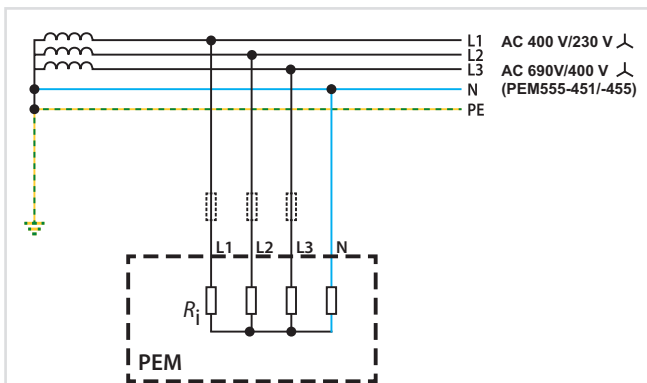 L1 AC 400 V/230 V
L2
L3 AC 690V/400 V
N (PEM555-451/-455)
PE
L1 L2 L3 N
Ri
PEM